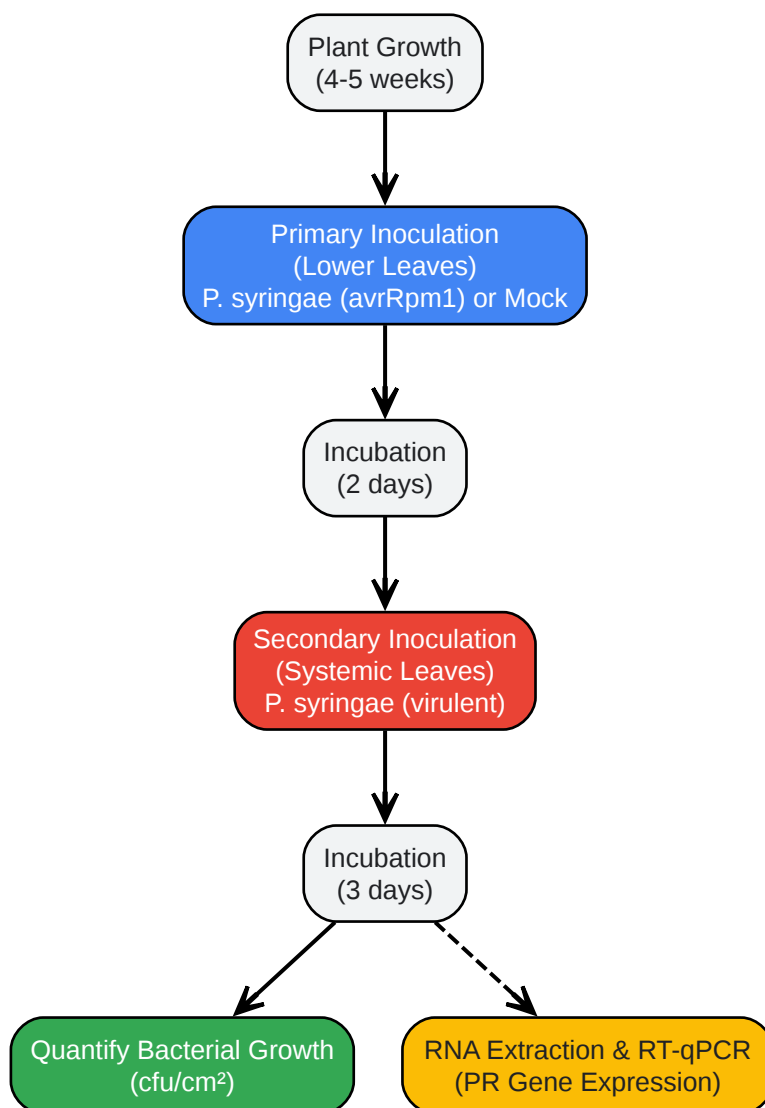 Plant Growth
(4-5 weeks)
Primary Inoculation
(Lower Leaves)
P. syringae (avrRpm1) or Mock
Incubation
(2 days)
Secondary Inoculation
(Systemic Leaves)
P. syringae (virulent)
Incubation
(3 days)
Quantify Bacterial Growth
(cfu/cm²)
RNA Extraction & RT-qPCR
(PR Gene Expression)